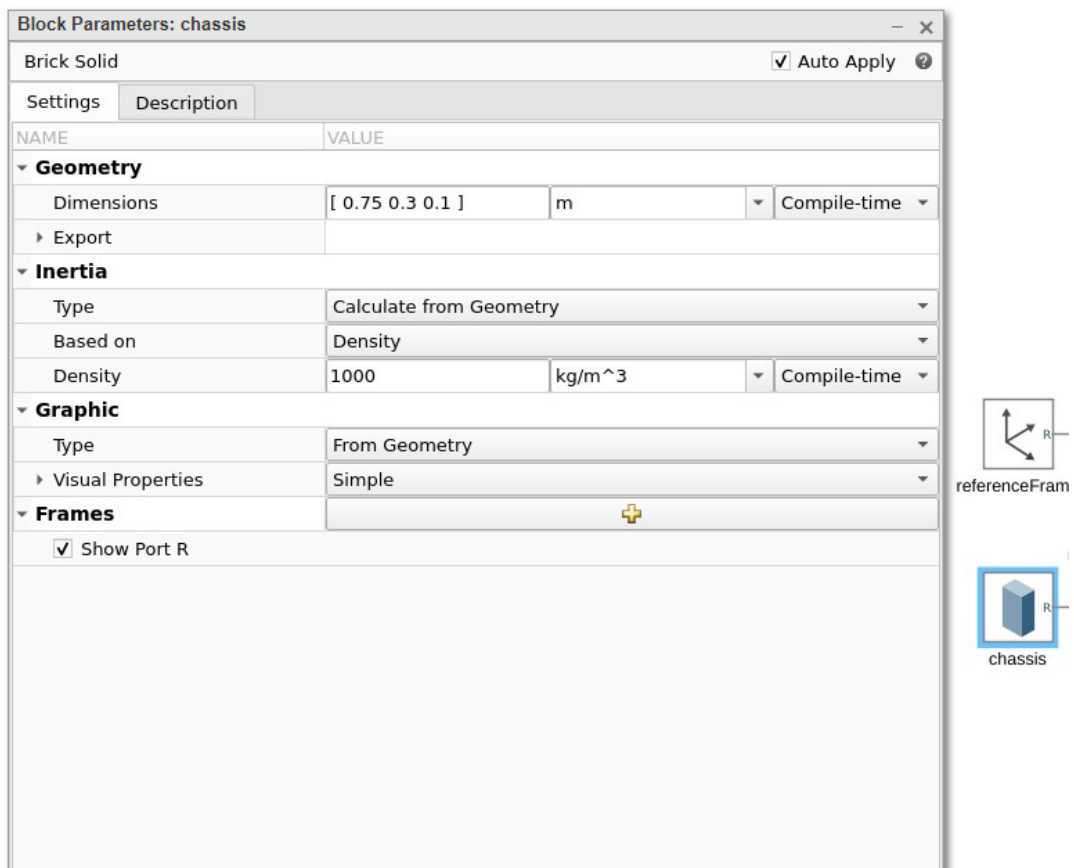 Block Parameters: chassis
Brick Solid Auto Apply
Settings Description
NAME VALUE
Geometry
Dimensions [ 0.75 0.3 0.1 ] m Compile-time
Export
Inertia
Type Calculate from Geometry
Based on Density
Density 1000 kg/m^3 Compile-time
Graphic
Type From Geometry
Visual Properties Simple
Frames
Show Port R
R
referenceFram
R
chassis